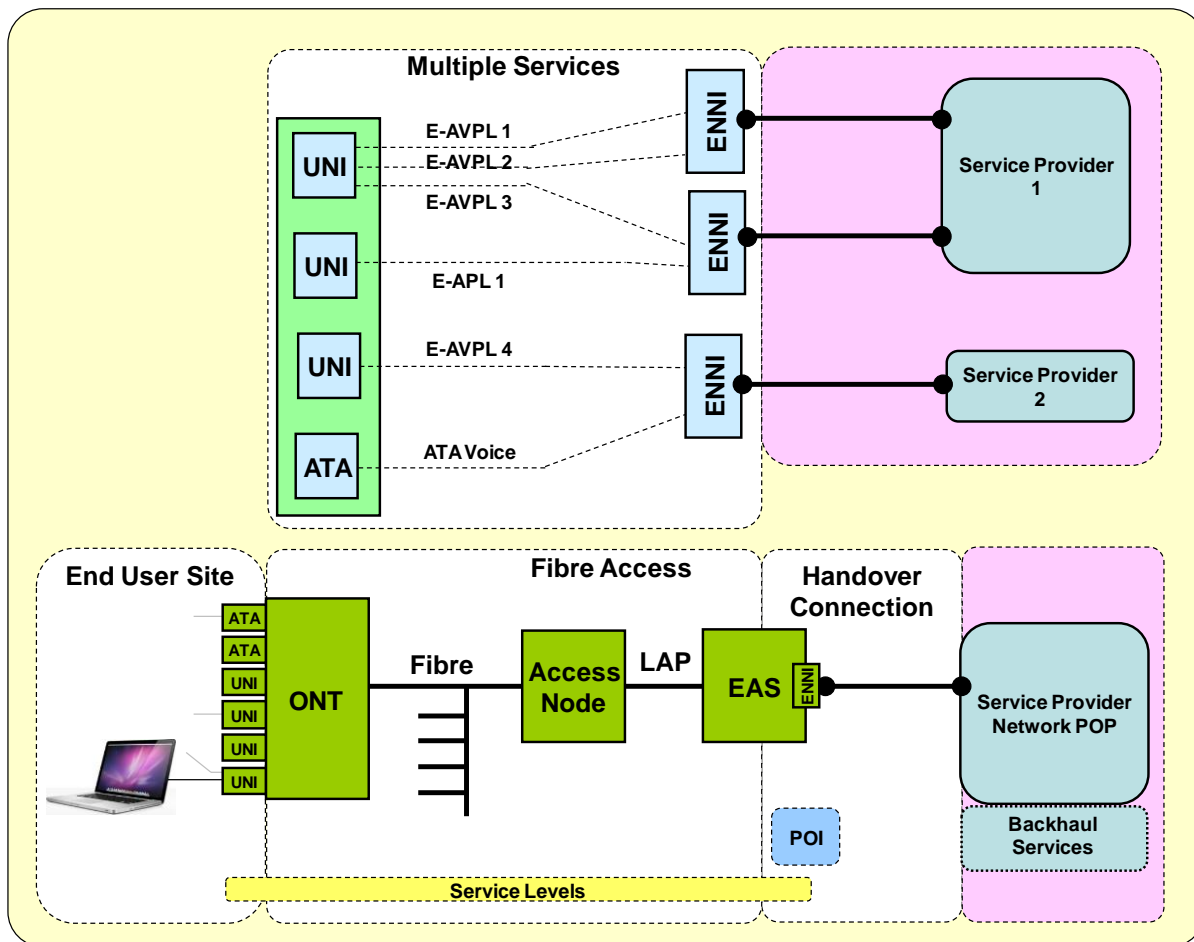 Multiple Services
UNI
UNI
UNI
ATA
E-AVPL 1
E-AVPL 2
E-AVPL 3
E-APL 1
E-AVPL 4
ATA Voice
ENNI
ENNI
ENNI
Service Provider
1
Service Provider
2
End User Site
Fibre Access
Handover
Connection
ATA
ATA
UNI
UNI
UNI
UNI
ONT
Fibre
Access
Node
LAP
EAS
ENNI
Service Provider
Network POP
POI
Backhaul
Services
Service Levels